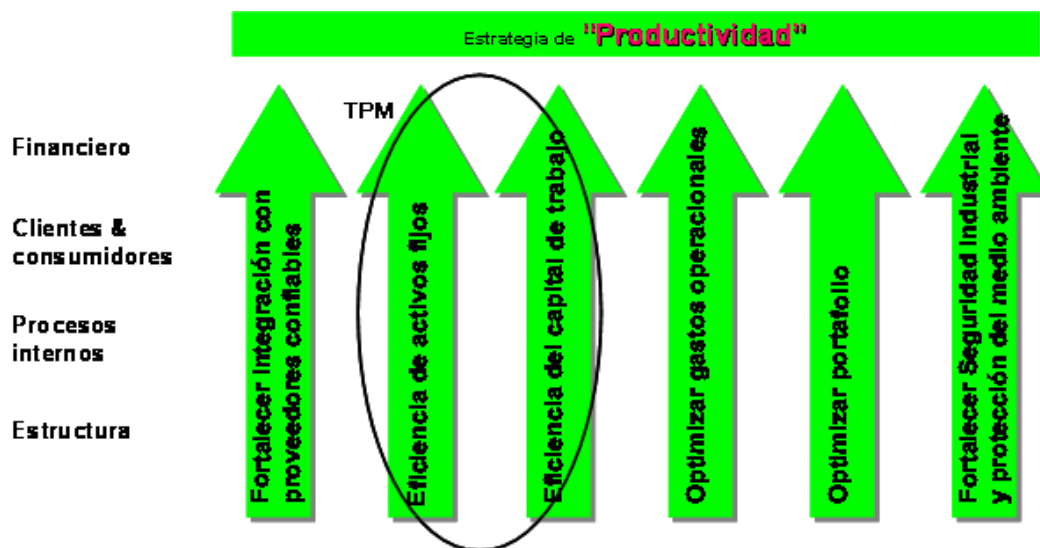 Estrategia de "Productividad"
TPM
Financiero
Clientes &
consumidores
Procesos
internos
Estructura
Fortalecer Integración con
proveedores confiables
Eficiencia de activos fijos
Eficiencia del capital de trabajo
Optimizar gastos operacionales
Optimizar portafolio
Fortalecer Seguridad Industrial
y protección del medio ambiente